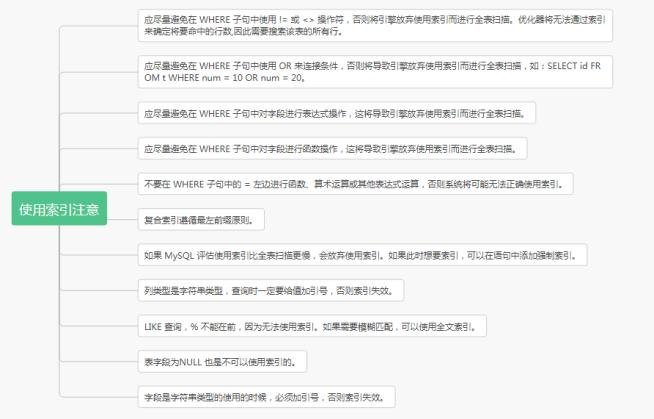 应尽量避免在 WHERE 子句中使用 != 或 <> 操作符，否则将引擎放弃使用索引而进行全表扫描。优化器将无法通过索引
来确定将要命中的行数,因此需要搜索该表的所有行。
应尽量避免在 WHERE 子句中使用 OR 来连接条件，否则将导致引擎放弃使用索引而进行全表扫描，如：SELECT id FR
OM t WHERE num = 10 OR num = 20。
应尽量避免在 WHERE 子句中对字段进行表达式操作，这将导致引擎放弃使用索引而进行全表扫描。
应尽量避免在 WHERE 子句中对字段进行函数操作，这将导致引擎放弃使用索引而进行全表扫描。
不要在 WHERE 子句中的 = 左边进行函数、算术运算或其他表达式运算，否则系统将可能无法正确使用索引。
使用索引注意
复合索引遵循最左前缀原则。
如果 MySQL 评估使用索引比全表扫描更慢，会放弃使用索引。如果此时想要索引，可以在语句中添加强制索引。
列类型是字符串类型，查询时一定要给值加引号，否则索引失效。
LIKE 查询，% 不能在前，因为无法使用索引。如果需要模糊匹配，可以使用全文索引。
表字段为NULL 也是不可以使用索引的。
字段是字符串类型的使用的时候，必须加引号，否则索引失效。